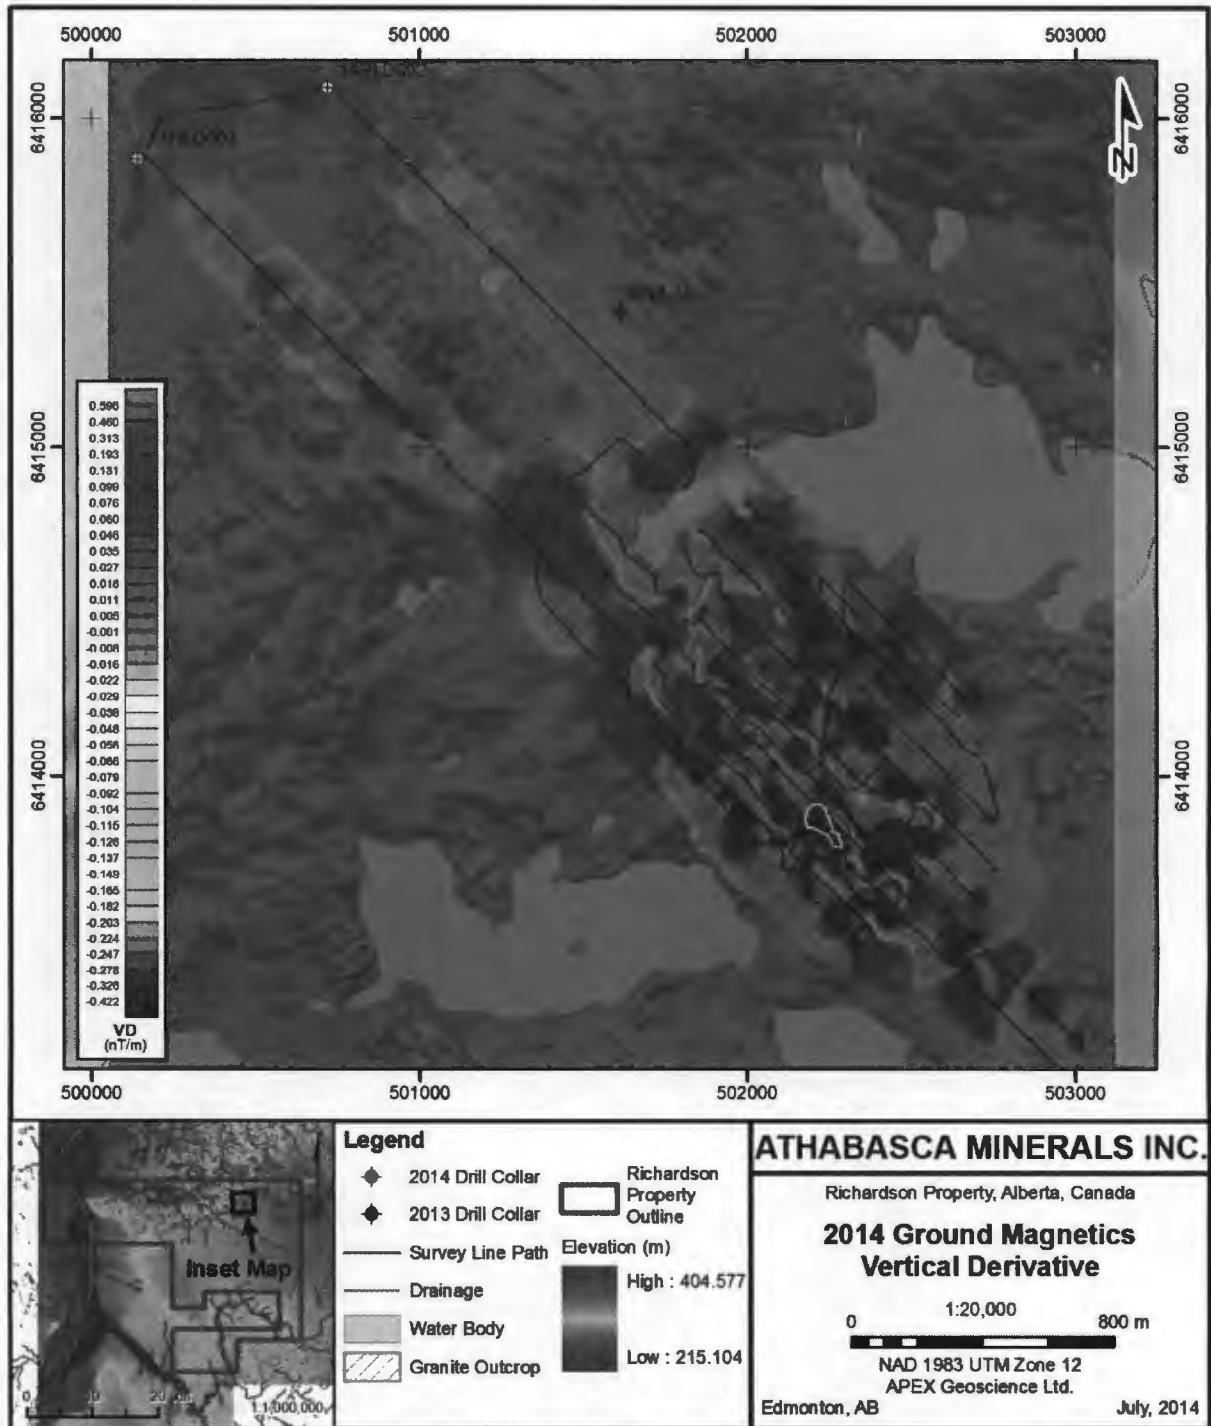 500000
501000
502000
503000
6416000
6416000
6415000
6415000
6414000
6414000
N
0.596
0.460
0.313
0.193
0.131
0.099
0.076
0.060
0.046
0.035
0.027
0.018
0.011
0.005
-0.001
-0.008
-0.016
-0.022
-0.029
-0.038
-0.048
-0.056
-0.066
-0.079
-0.092
-0.104
-0.115
-0.126
-0.137
-0.149
-0.165
-0.182
-0.203
-0.224
-0.247
-0.278
-0.326
-0.422
VD
(nT/m)
500000
501000
502000
503000
Inset Map
1:1,000,000
Legend
2014 Drill Collar
2013 Drill Collar
Survey Line Path
Drainage
Water Body
Granite Outcrop
Richardson
Property
Outline
Elevation (m)
High : 404.577
Low : 215.104
ATHABASCA MINERALS INC.
Richardson Property, Alberta, Canada
2014 Ground Magnetics
Vertical Derivative
1:20,000
0 800 m
NAD 1983 UTM Zone 12
APEX Geoscience Ltd.
Edmonton, AB July, 2014